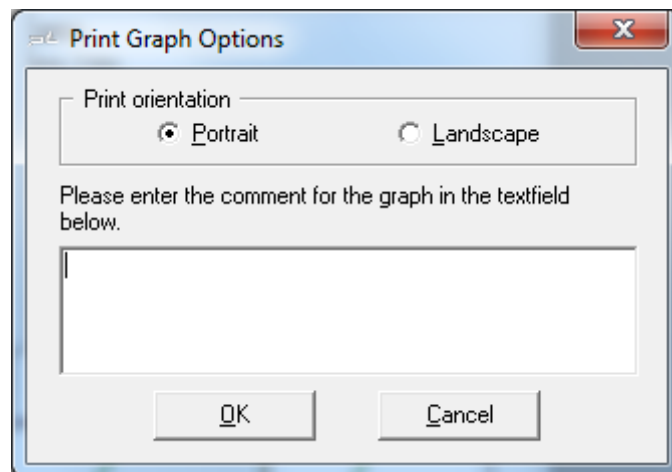 Print Graph Options
Print orientation
Portrait
Landscape
Please enter the comment for the graph in the textfield
below.
OK
Cancel